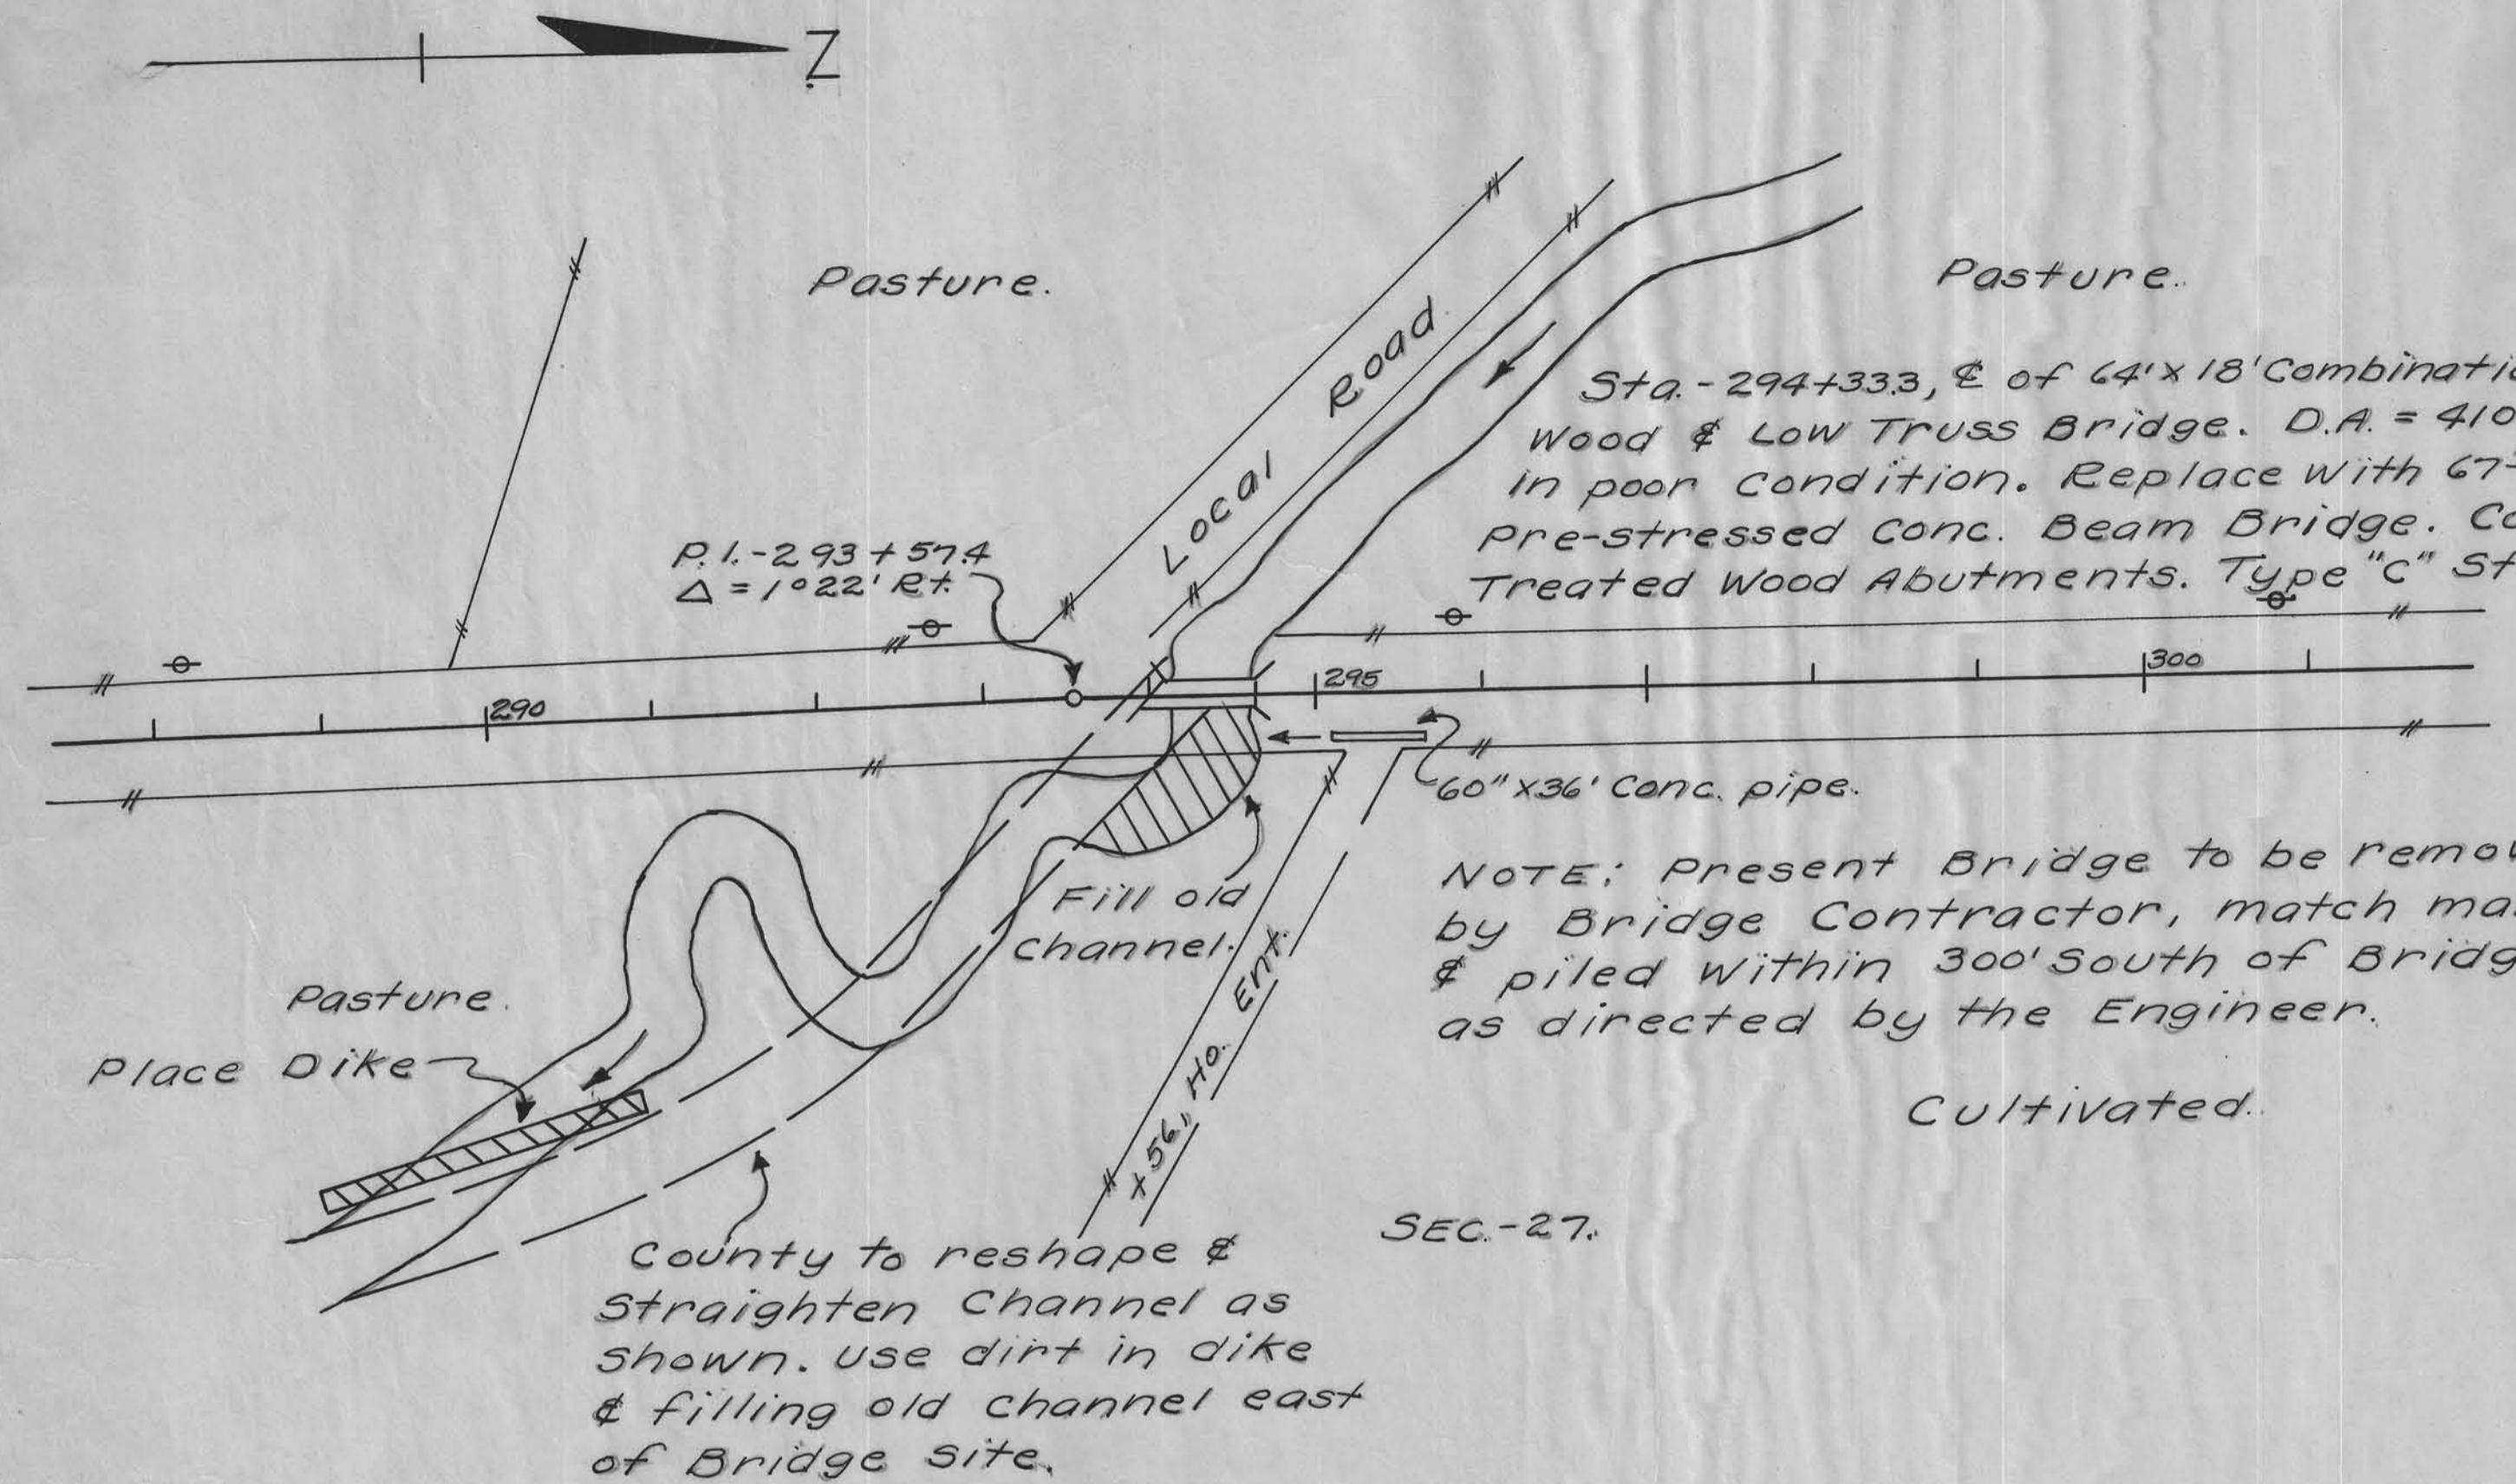 N
Pasture.
Pasture.
Local Road
Sta.-294+33.3, ℄ of 64'x18' Combinatio
Wood & Low Truss Bridge. D.A. = 410
in poor condition. Replace with 67-
Pre-stressed Conc. Beam Bridge. Co
Treated Wood Abutments. Type "C" St
P.I.-293+57.4
Δ = 1°22' Rt.
290
295
300
60"x36' Conc. pipe.
Fill old
channel.
NOTE: Present Bridge to be remov
by Bridge Contractor, match ma
& piled within 300' South of Bridg
as directed by the Engineer.
Pasture.
Place Dike
+56, Ho. Ent.
Cultivated.
SEC.-27.
County to reshape &
Straighten Channel as
shown. Use dirt in dike
& filling old channel east
of Bridge Site.